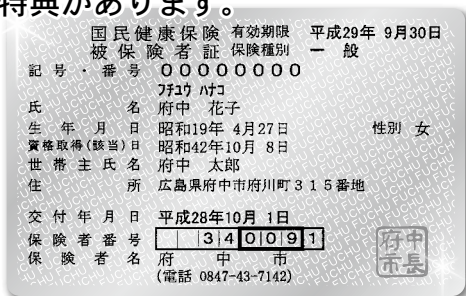 特典があります。
国民健康保険 有効期限 平成29年 9月30日
被保険者証 保険種別 一 般
記号・番号 00000000
フチュウ ハナコ
氏 名 府中 花子
生年月日 昭和19年 4月27日 性別 女
資格取得(該当)日 昭和42年10月 8日
世帯主氏名 府中 太郎
住 所 広島県府中市府川町315番地
交付年月日 平成28年10月 1日
保険者番号 340091
保険者名 府 中 市
(電話 0847-43-7142)
府中
市長